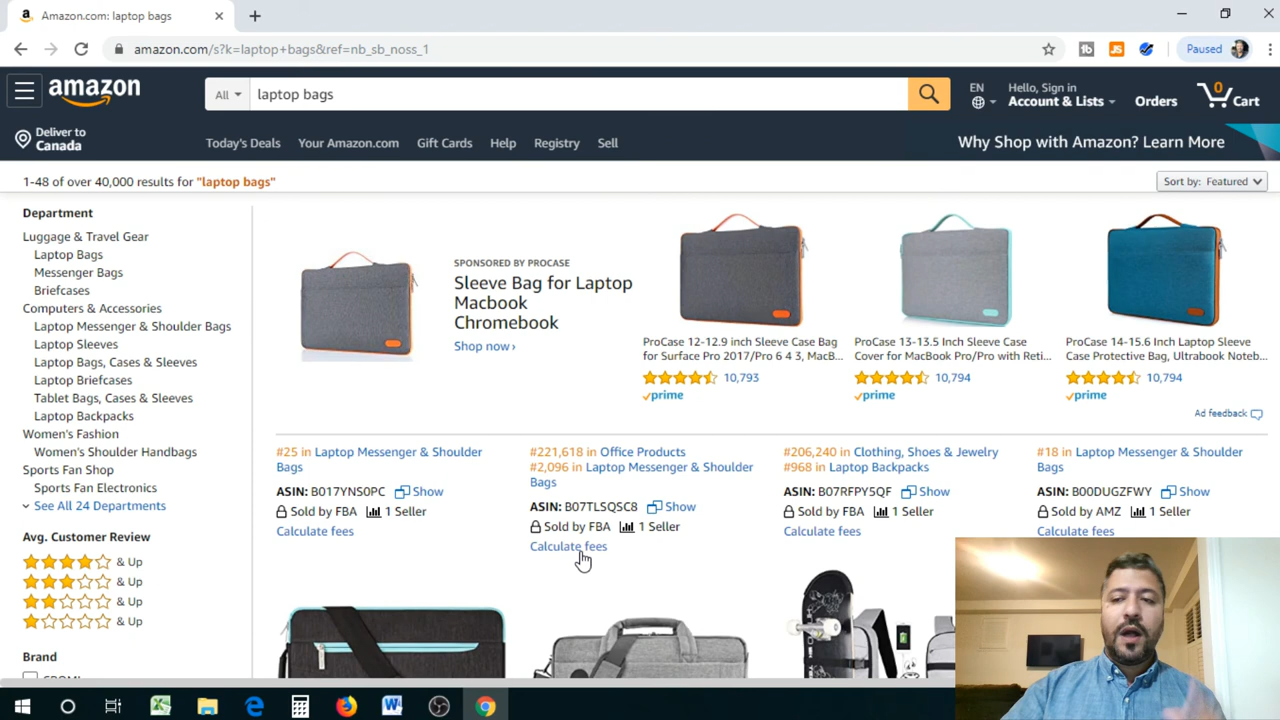 Amazon.com: laptop bags
amazon.com/s?k=laptop+bags&ref=nb_sb_noss_1
Paused
amazon
All
laptop bags
EN
Hello, Sign in
Account & Lists
Orders
0
Cart
Deliver to
Canada
Today's Deals
Your Amazon.com
Gift Cards
Help
Registry
Sell
Why Shop with Amazon? Learn More
1-48 of over 40,000 results for "laptop bags"
Sort by: Featured
Department
Luggage & Travel Gear
Laptop Bags
Messenger Bags
Briefcases
Computers & Accessories
Laptop Messenger & Shoulder Bags
Laptop Sleeves
Laptop Bags, Cases & Sleeves
Laptop Briefcases
Tablet Bags, Cases & Sleeves
Laptop Backpacks
Women's Fashion
Women's Shoulder Handbags
Sports Fan Shop
Sports Fan Electronics
See All 24 Departments
Avg. Customer Review
& Up
& Up
& Up
& Up
Brand
SPONSORED BY PROCASE
Sleeve Bag for Laptop
Macbook
Chromebook
Shop now ›
ProCase 12-12.9 inch Sleeve Case Bag
for Surface Pro 2017/Pro 6 4 3, MacB...
10,793
prime
ProCase 13-13.5 Inch Sleeve Case
Cover for MacBook Pro/Pro with Reti...
10,794
prime
ProCase 14-15.6 Inch Laptop Sleeve
Case Protective Bag, Ultrabook Noteb...
10,794
prime
Ad feedback
#25 in Laptop Messenger & Shoulder
Bags
ASIN: B017YNS0PC Show
Sold by FBA 1 Seller
Calculate fees
#221,618 in Office Products
#2,096 in Laptop Messenger & Shoulder
Bags
ASIN: B07TLSQSC8 Show
Sold by FBA 1 Seller
Calculate fees
#206,240 in Clothing, Shoes & Jewelry
#968 in Laptop Backpacks
ASIN: B07RFPY5QF Show
Sold by FBA 1 Seller
Calculate fees
#18 in Laptop Messenger & Shoulder
Bags
ASIN: B00DUGZFWY Show
Sold by AMZ 1 Seller
Calculate fees